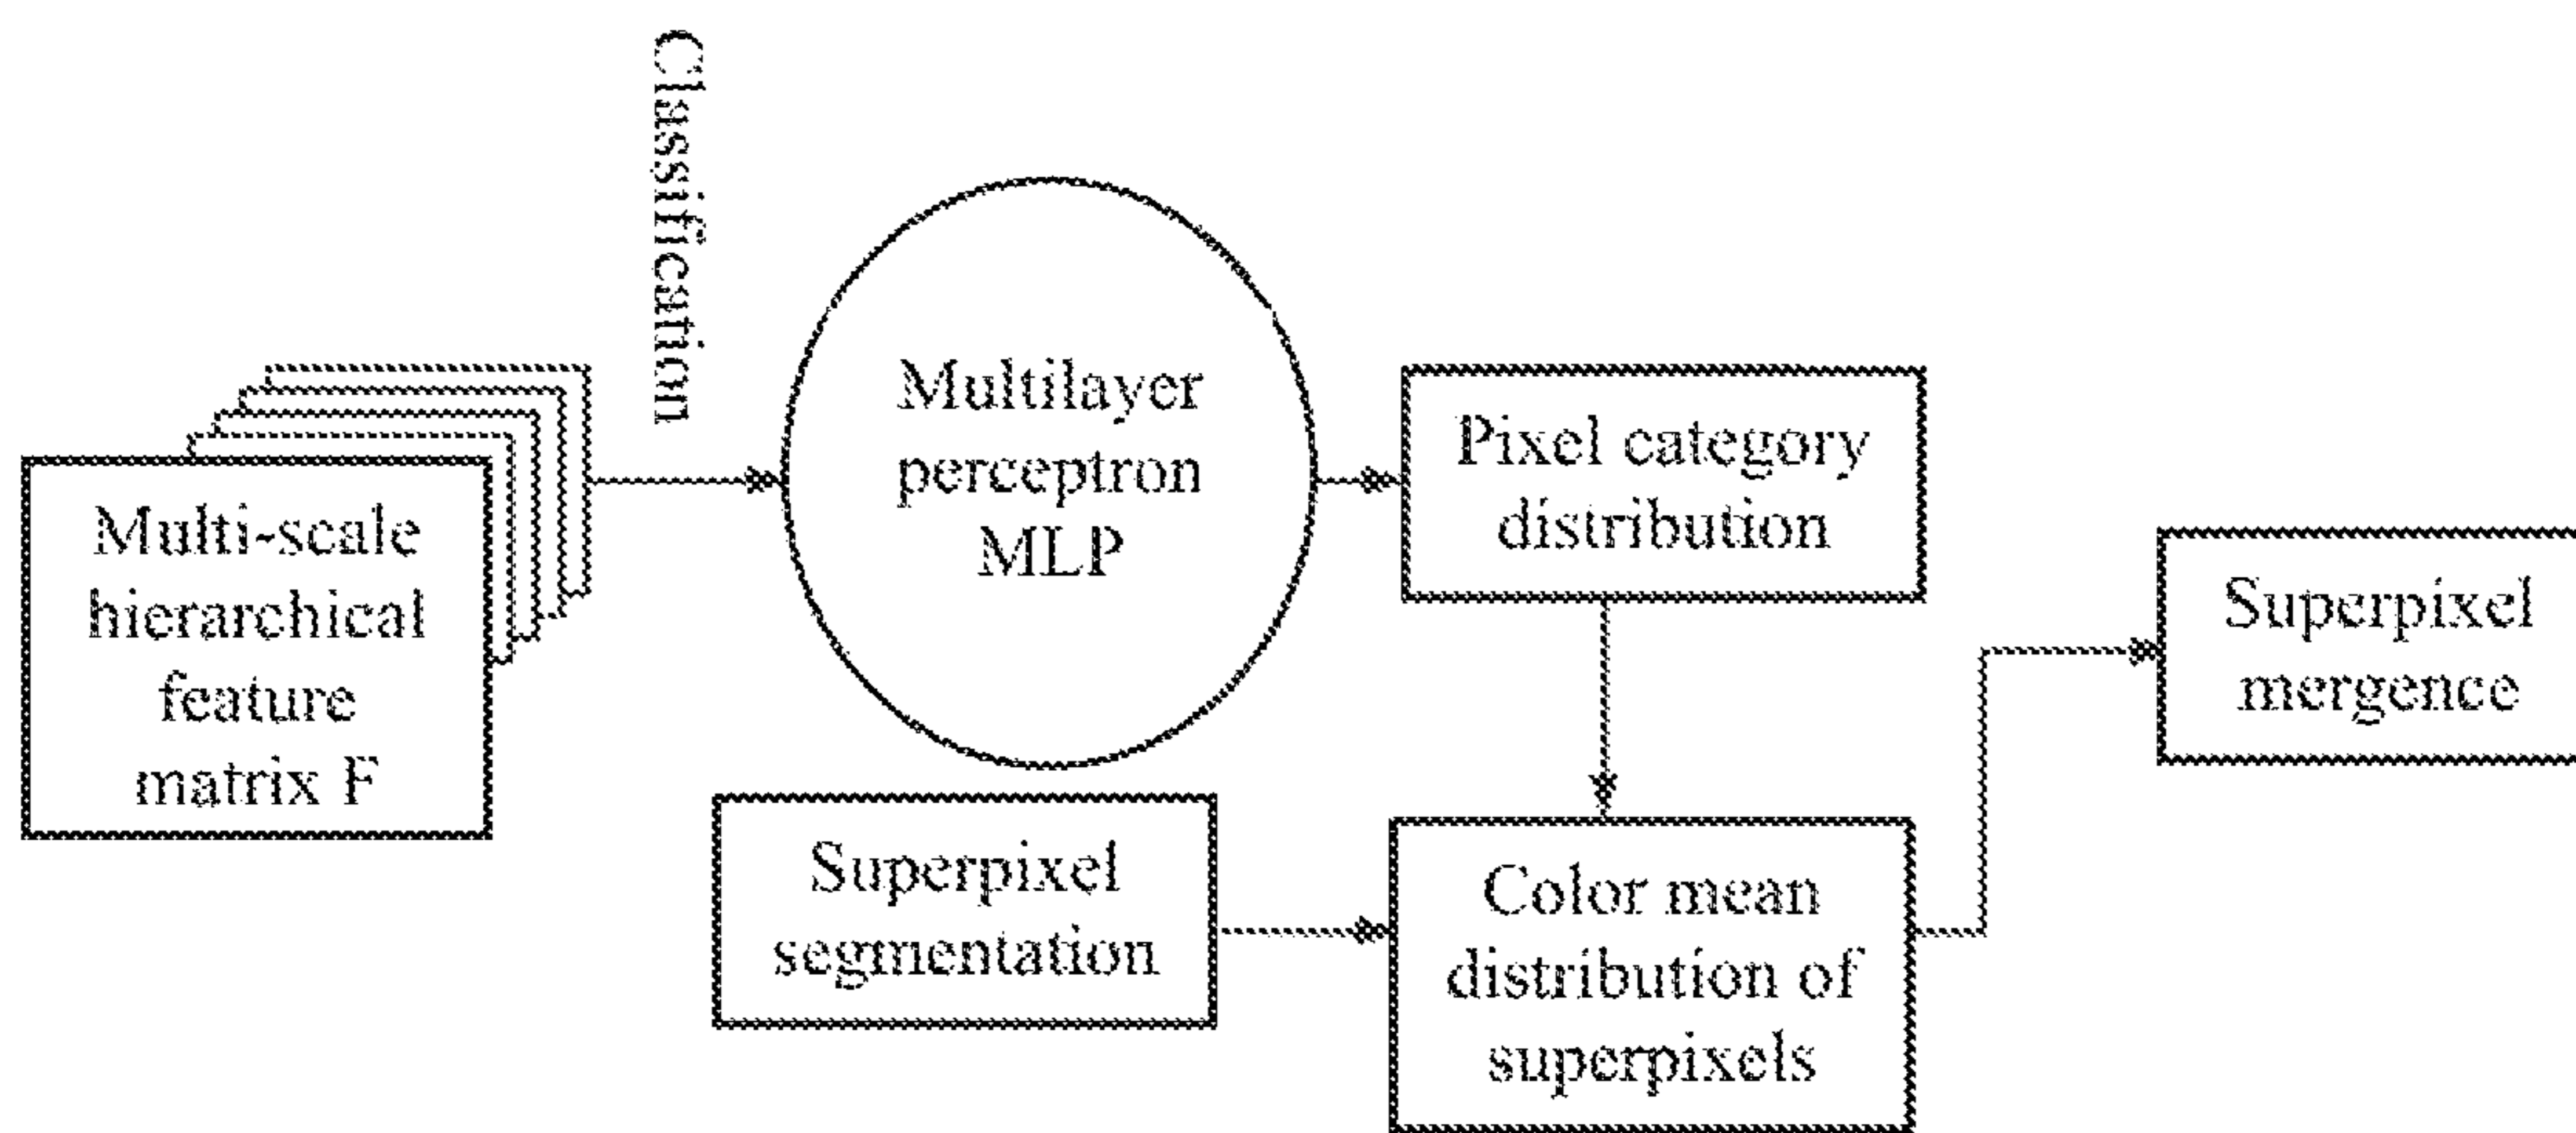 Classification
Multi-scale
hierarchical
feature
matrix F
Multilayer
perceptron
MLP
Pixel category
distribution
Superpixel
segmentation
Color mean
distribution of
superpixels
Superpixel
mergence